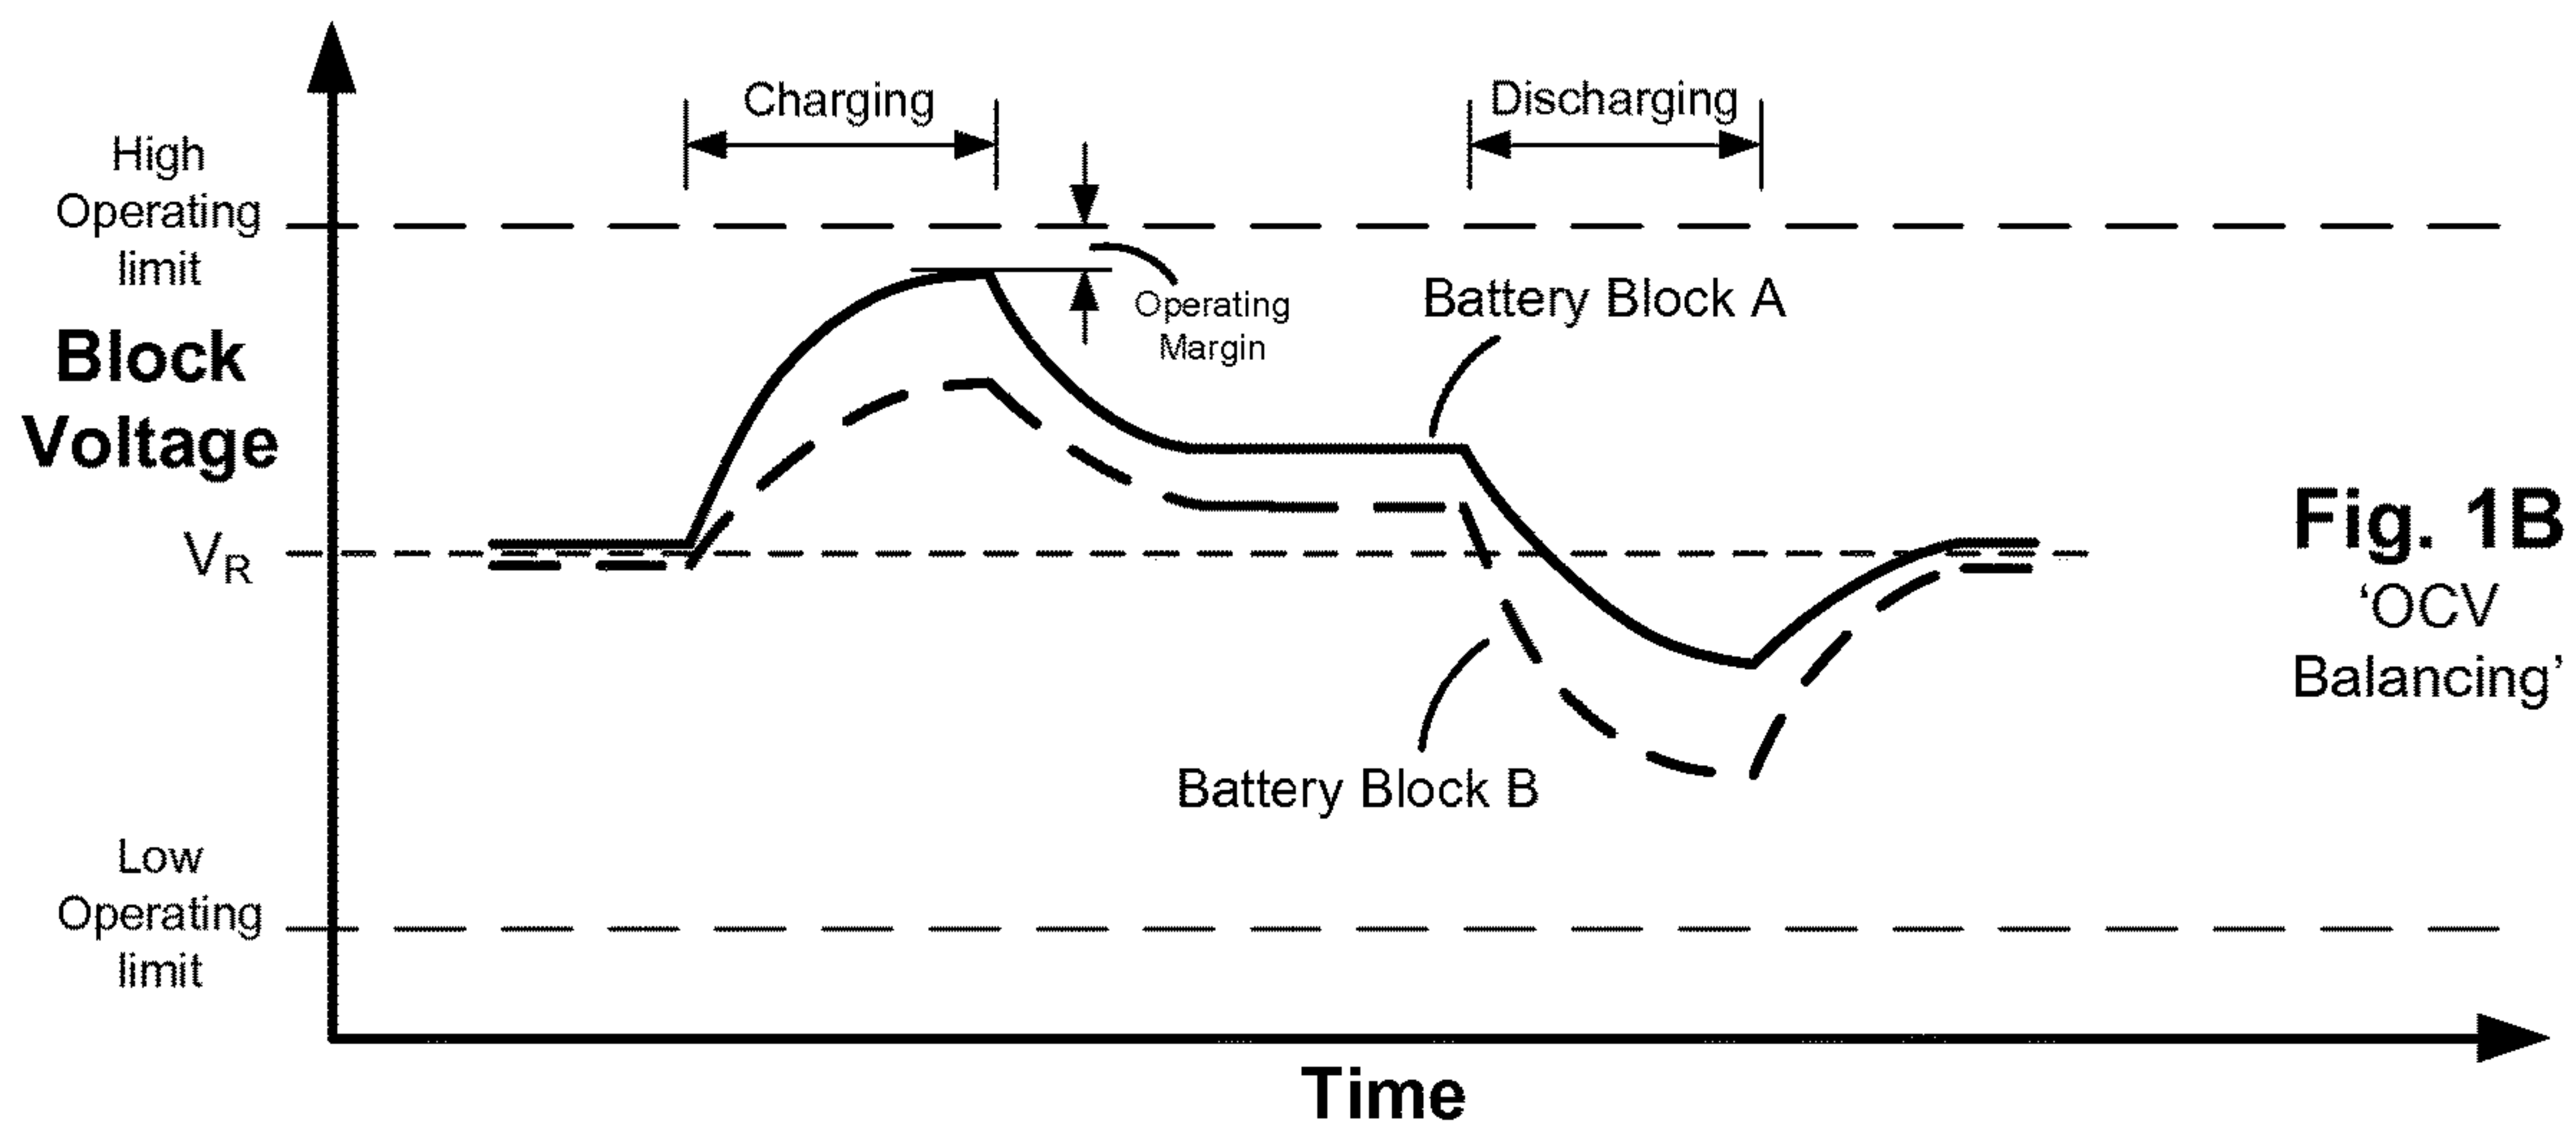 Charging
Discharging
High
Operating
limit
Operating
Margin
Battery Block A
Block
Voltage
V_R
Fig. 1B
‘OCV
Balancing’
Battery Block B
Low
Operating
limit
Time